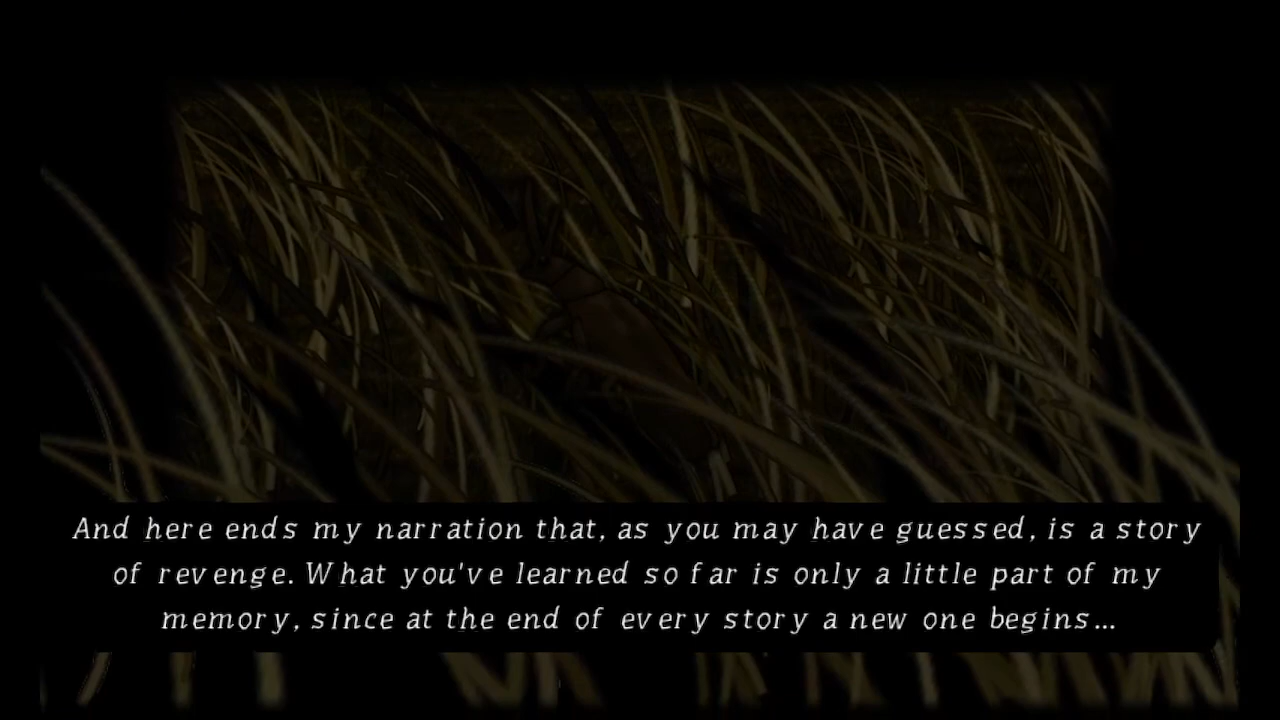 And here ends my narration that, as you may have guessed, is a story
of revenge. What you've learned so far is only a little part of my
memory, since at the end of every story a new one begins...